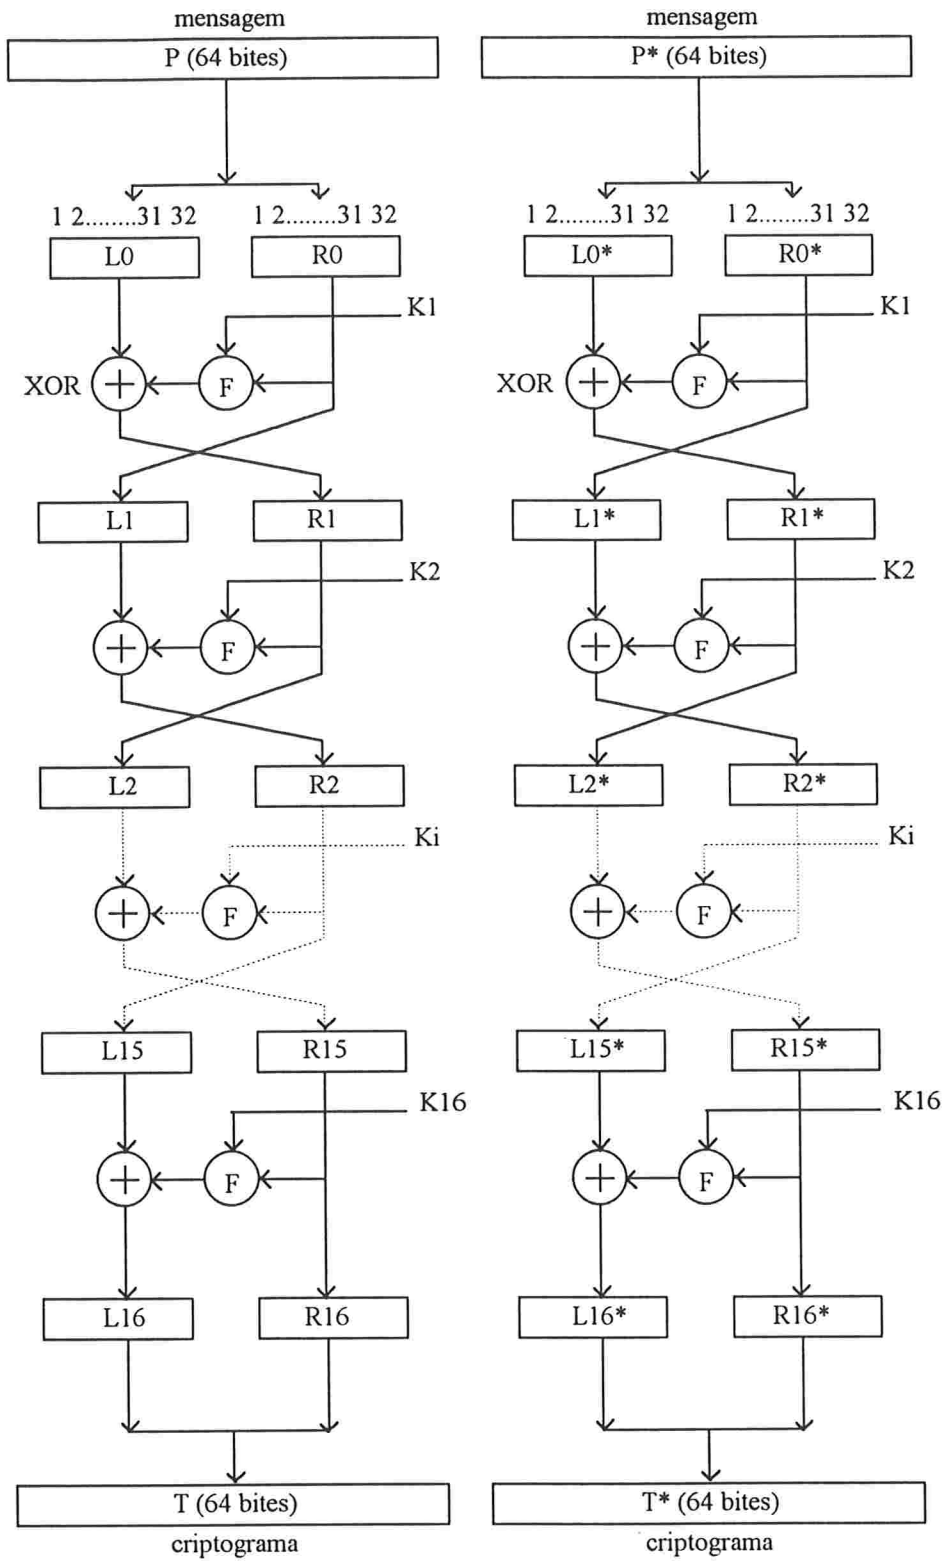 mensagem
P (64 bites)
1 2........31 32
1 2........31 32
L0
R0
K1
XOR
+
F
L1
R1
K2
+
F
L2
R2
Ki
+
F
L15
R15
K16
+
F
L16
R16
T (64 bites)
criptograma
mensagem
P* (64 bites)
1 2........31 32
1 2........31 32
L0*
R0*
K1
XOR
+
F
L1*
R1*
K2
+
F
L2*
R2*
Ki
+
F
L15*
R15*
K16
+
F
L16*
R16*
T* (64 bites)
criptograma